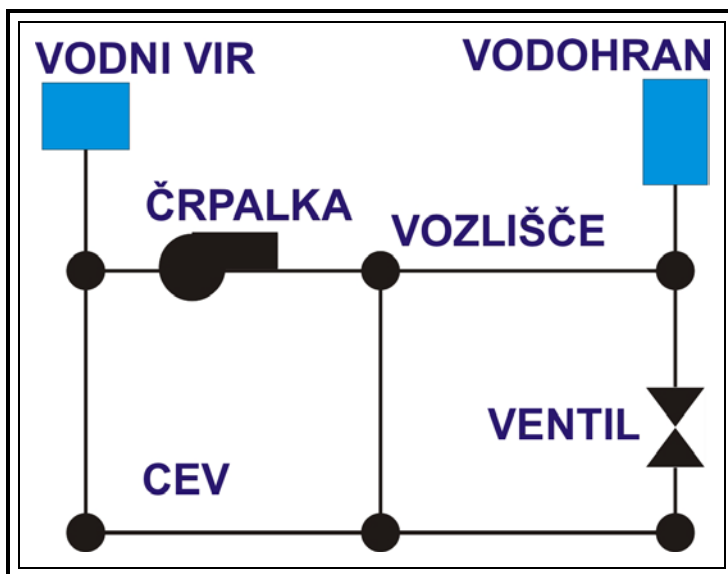 VODNI VIR
VODOHRAN
ČRPALKA
VOZLIŠČE
VENTIL
CEV